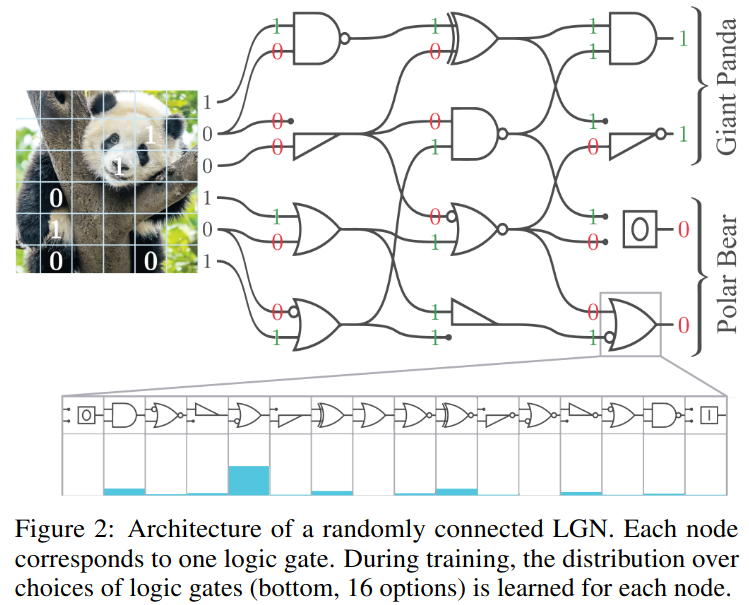 1 1 1
1
0 0 1
1
0 0 1
1 0 1
0 1 0
1 0
0 1
1 0 1
1 0 0 0
0 1 0
0 0 1
0 1 0
0
1 1 1
Giant Panda
Polar Bear
0 1
Figure 2: Architecture of a randomly connected LGN. Each node
corresponds to one logic gate. During training, the distribution over
choices of logic gates (bottom, 16 options) is learned for each node.